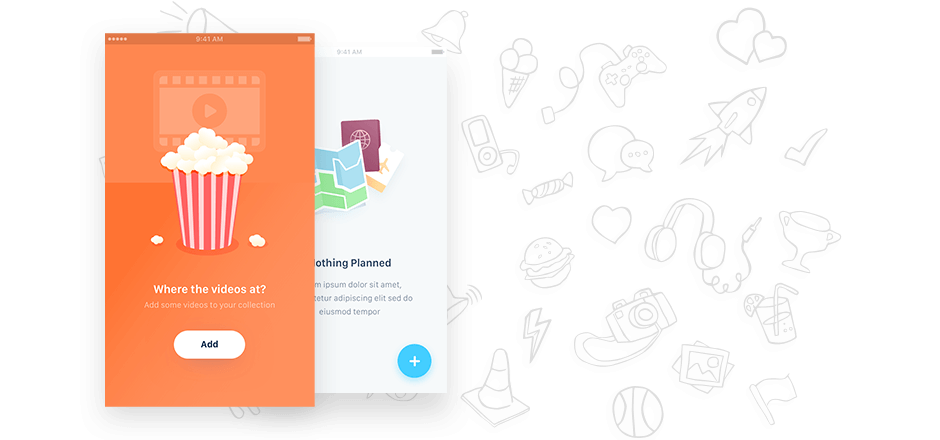 9:41 AM
Where the videos at?
Add some videos to your collection
Add
9:41 AM
othing Planned
m ipsum dolor sit amet,
tetur adipiscing elit sed do
eiusmod tempor
+